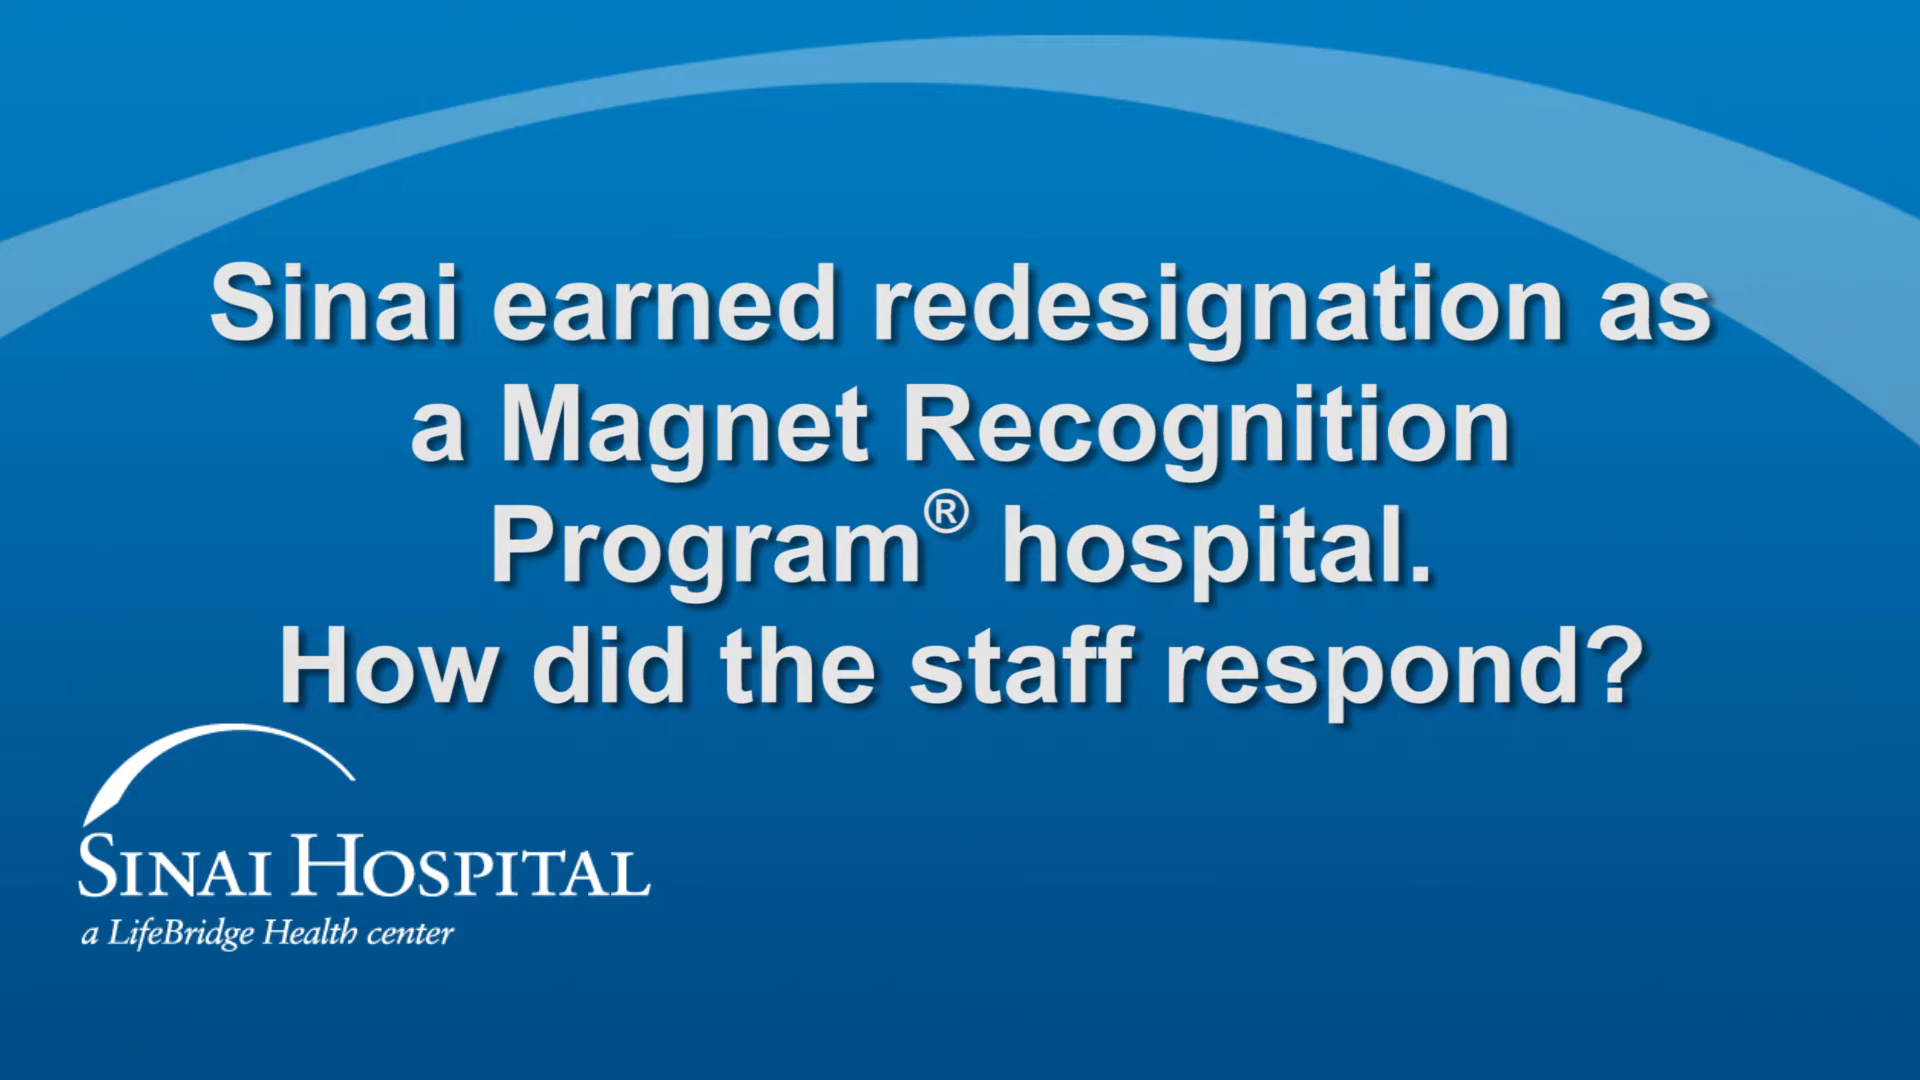 Sinai earned redesignation as
a Magnet Recognition
Program® hospital.
How did the staff respond?
SINAI HOSPITAL
a LifeBridge Health center